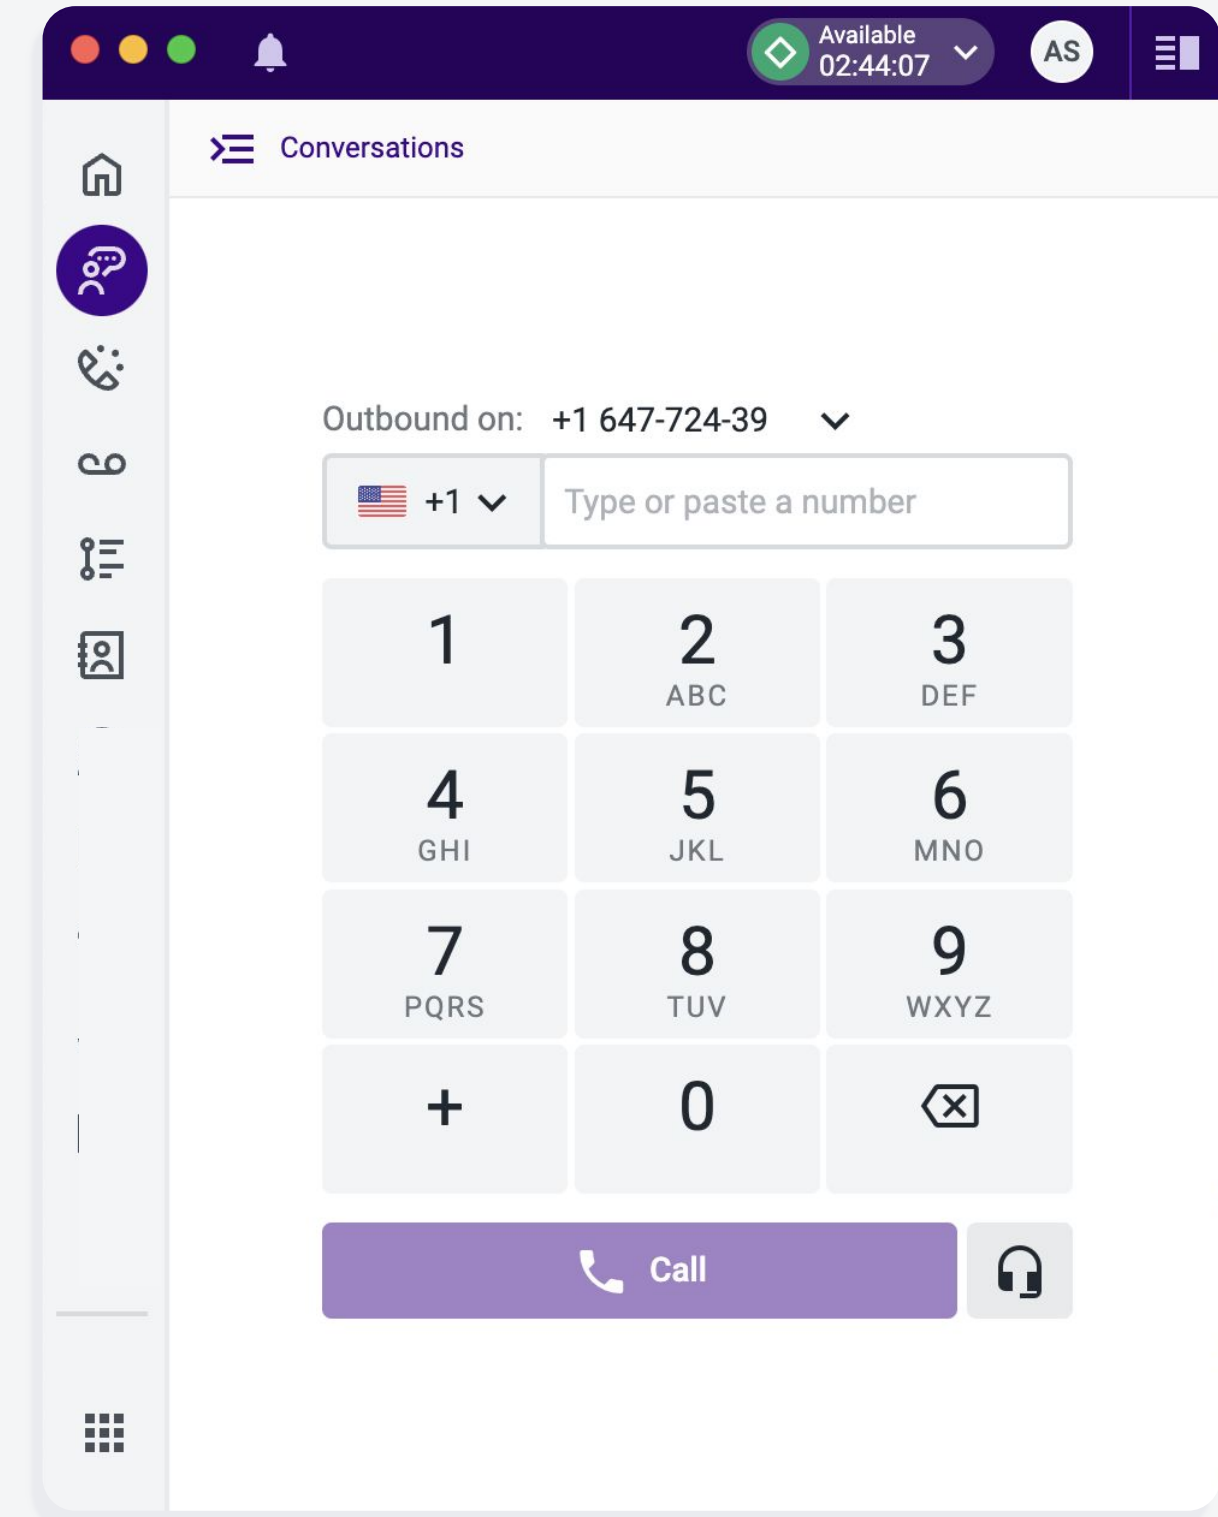 Available
02:44:07
AS
Conversations
Outbound on: +1 647-724-39
+1 Type or paste a number
1 2 3
ABC DEF
4 5 6
GHI JKL MNO
7 8 9
PQRS TUV WXYZ
+ 0
Call